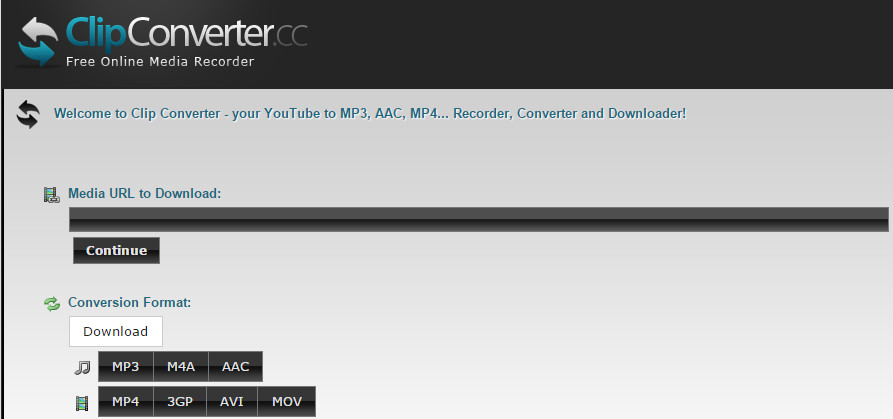 ClipConverter.cc
Free Online Media Recorder
Welcome to Clip Converter - your YouTube to MP3, AAC, MP4... Recorder, Converter and Downloader!
Media URL to Download:
Continue
Conversion Format:
Download
MP3 M4A AAC
MP4 3GP AVI MOV